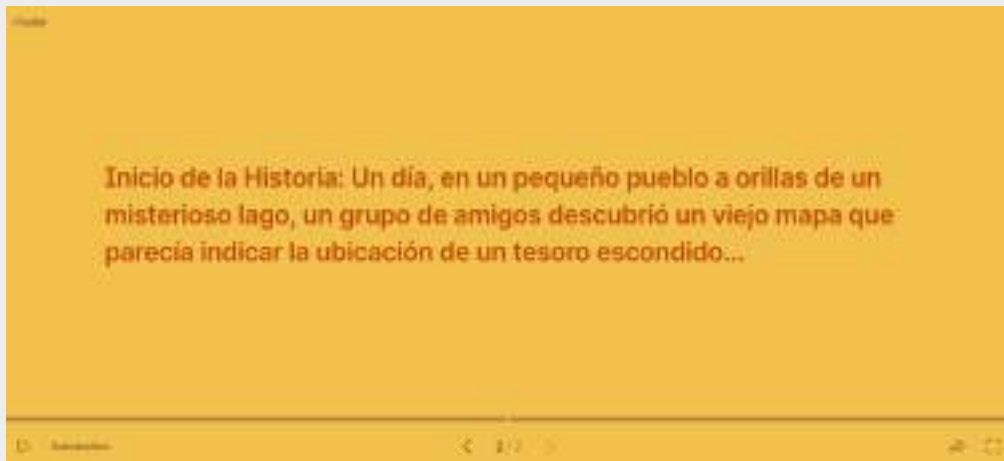 Inicio de la Historia: Un día, en un pequeño pueblo a orillas de un
misterioso lago, un grupo de amigos descubrió un viejo mapa que
parecía indicar la ubicación de un tesoro escondido...